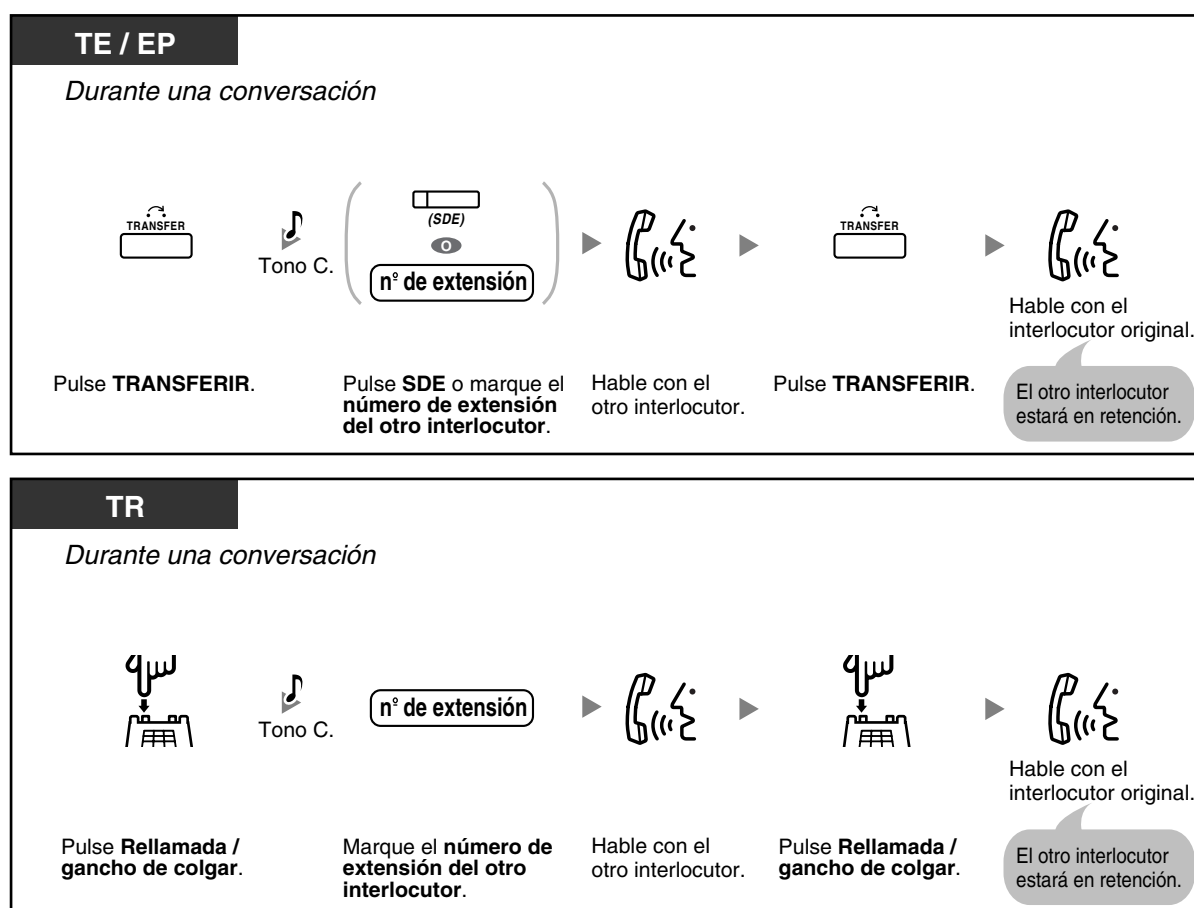 TE / EP
Durante una conversación
TRANSFER
Tono C.
(SDE)
O
nº de extensión
TRANSFER
Hable con el
interlocutor original.
Pulse TRANSFERIR.
Pulse SDE o marque el
número de extensión
del otro interlocutor.
Hable con el
otro interlocutor.
Pulse TRANSFERIR.
El otro interlocutor
estará en retención.
TR
Durante una conversación
Tono C.
nº de extensión
Hable con el
interlocutor original.
Pulse Rellamada /
gancho de colgar.
Marque el número de
extensión del otro
interlocutor.
Hable con el
otro interlocutor.
Pulse Rellamada /
gancho de colgar.
El otro interlocutor
estará en retención.